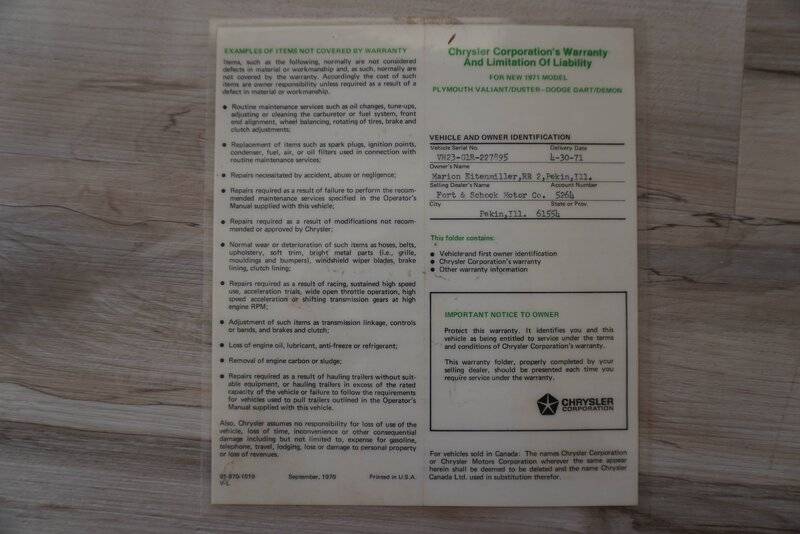 EXAMPLES OF ITEMS NOT COVERED BY WARRANTY
Items, such as the following, normally are not considered
defects in material or workmanship and, as such, normally are
not covered by the warranty. Accordingly the cost of such
items are owner responsibility unless required as a result of a
defect in material or workmanship.
● Routine maintenance services such as oil changes, tune-ups,
adjusting or cleaning the carburetor or fuel system, front
end alignment, wheel balancing, rotating of tires, brake and
clutch adjustments;
● Replacement of items such as spark plugs, ignition points,
condenser, fuel, air, or oil filters used in connection with
routine maintenance services;
● Repairs necessitated by accident, abuse or negligence;
● Repairs required as a result of failure to perform the recom-
mended maintenance services specified in the Operator's
Manual supplied with this vehicle;
● Repairs required as a result of modifications not recom-
mended or approved by Chrysler;
● Normal wear or deterioration of such items as hoses, belts,
upholstery, soft trim, bright metal parts (i.e., grille,
mouldings and bumpers), windshield wiper blades, brake
lining, clutch lining;
● Repairs required as a result of racing, sustained high speed
use, acceleration trials, wide open throttle operation, high
speed acceleration or shifting transmission gears at high
engine RPM;
● Adjustment of such items as transmission linkage, controls
or bands, and brakes and clutch;
● Loss of engine oil, lubricant, anti-freeze or refrigerant;
● Removal of engine carbon or sludge;
● Repairs required as a result of hauling trailers without suit-
able equipment, or hauling trailers in excess of the rated
capacity of the vehicle or failure to follow the requirements
for vehicles used to pull trailers outlined in the Operator's
Manual supplied with this vehicle.
Also, Chrysler assumes no responsibility for loss of use of the
vehicle, loss of time, inconvenience or other consequential
damage including but not limited to, expense for gasoline,
telephone, travel, lodging, loss or damage to personal property
or loss of revenues.
81-670-1019 September, 1970 Printed in U.S.A.
V-L
Chrysler Corporation's Warranty
And Limitation Of Liability
FOR NEW 1971 MODEL
PLYMOUTH VALIANT/DUSTER—DODGE DART/DEMON
VEHICLE AND OWNER IDENTIFICATION
Vehicle Serial No. Delivery Date
VH23-G1R-227895 4-30-71
Owner's Name
Marion Eitenmiller,RR 2,Pekin,Ill.
Selling Dealer's Name Account Number
Fort & Schock Motor Co. 5264
City State or Prov.
Pekin,Ill. 61554
This folder contains:
● Vehicle and first owner identification
● Chrysler Corporation's warranty
● Other warranty information
IMPORTANT NOTICE TO OWNER
Protect this warranty. It identifies you and this
vehicle as being entitled to service under the terms
and conditions of Chrysler Corporation's warranty.
This warranty folder, properly completed by your
selling dealer, should be presented each time you
require service under the warranty.
CHRYSLER
CORPORATION
For vehicles sold in Canada: The names Chrysler Corporation
or Chrysler Motors Corporation wherever the same appear
herein shall be deemed to be deleted and the name Chrysler
Canada Ltd. used in substitution therefor.